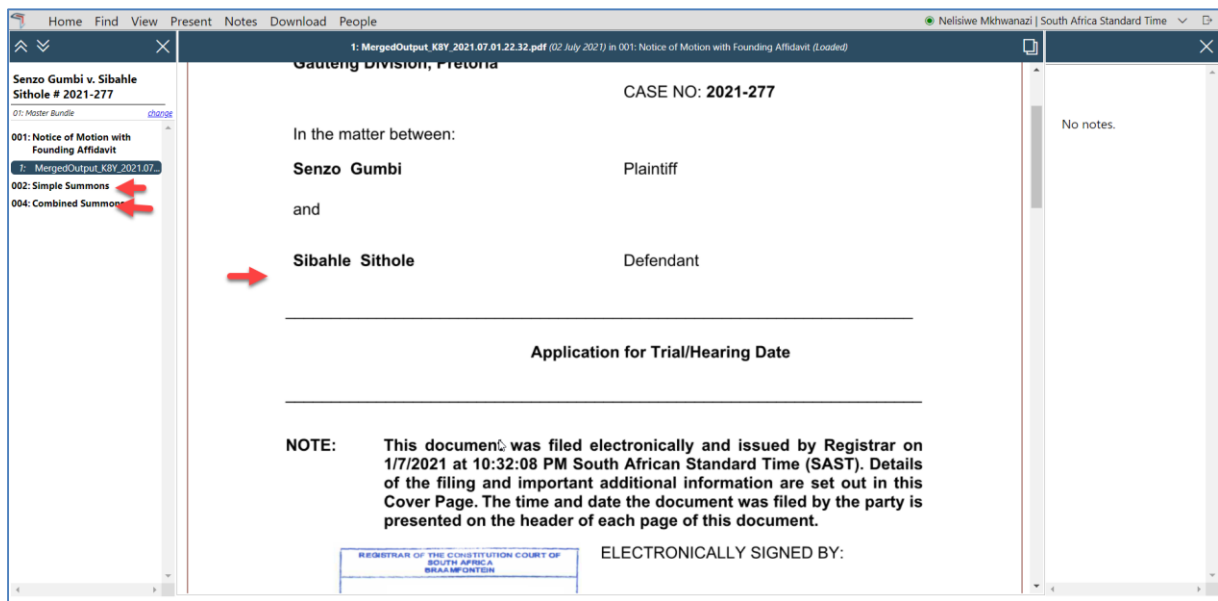 Home Find View Present Notes Download People
Nelisiwe Mkhwanazi | South Africa Standard Time
1: MergedOutput_K8Y_2021.07.01.22.32.pdf (02 July 2021) in 001: Notice of Motion with Founding Affidavit (Loaded)
Senzo Gumbi v. Sibahle
Sithole # 2021-277
01: Master Bundle change
001: Notice of Motion with
Founding Affidavit
1: MergedOutput_K8Y_2021.07...
002: Simple Summons
004: Combined Summons
Gauteng Division, Pretoria
CASE NO: 2021-277
In the matter between:
Senzo Gumbi Plaintiff
and
Sibahle Sithole Defendant
Application for Trial/Hearing Date
NOTE: This document was filed electronically and issued by Registrar on
1/7/2021 at 10:32:08 PM South African Standard Time (SAST). Details
of the filing and important additional information are set out in this
Cover Page. The time and date the document was filed by the party is
presented on the header of each page of this document.
REGISTRAR OF THE CONSTITUTION COURT OF
SOUTH AFRICA
BRAAMFONTEIN
ELECTRONICALLY SIGNED BY:
No notes.